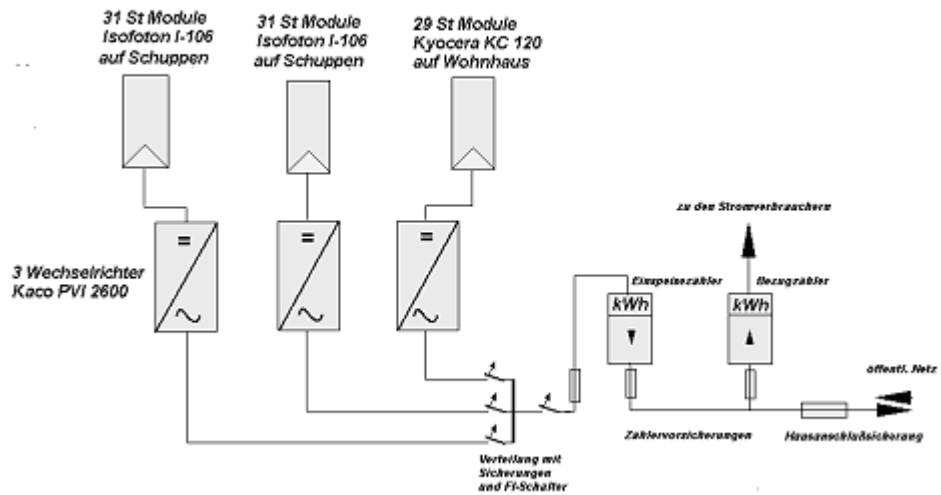 31 St Module
Isofoton I-106
auf Schuppen
31 St Module
Isofoton I-106
auf Schuppen
29 St Module
Kyocera KC 120
auf Wohnhaus
zu den Stromverbrauchern
3 Wechselrichter
Kaco PVI 2600
Einspeisezähler
Bezugzähler
kWh
kWh
öffentl. Netz
Zählervorsicherungen
Hausanschlußsicherung
Verteilung mit
Sicherungen
und FI-Schalter